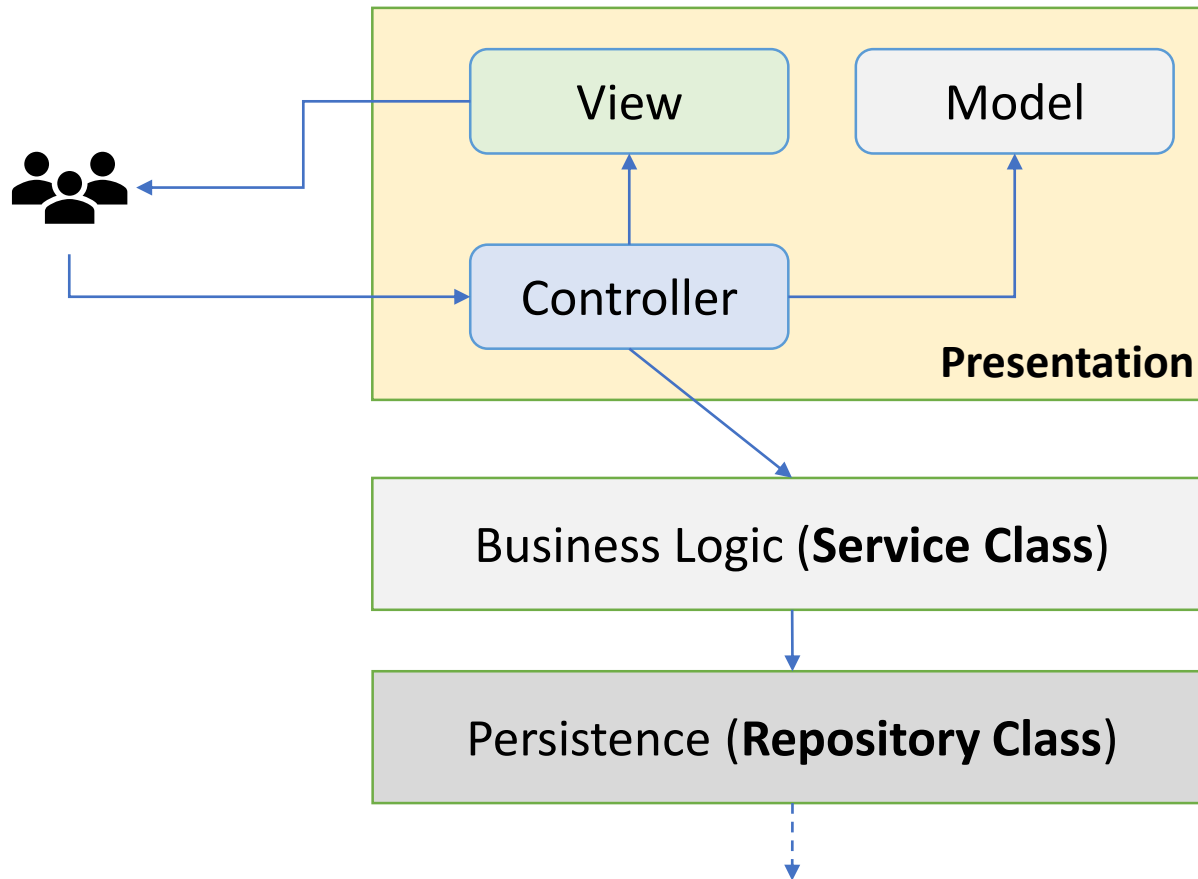 View
Model
Controller
Presentation
Business Logic (Service Class)
Persistence (Repository Class)